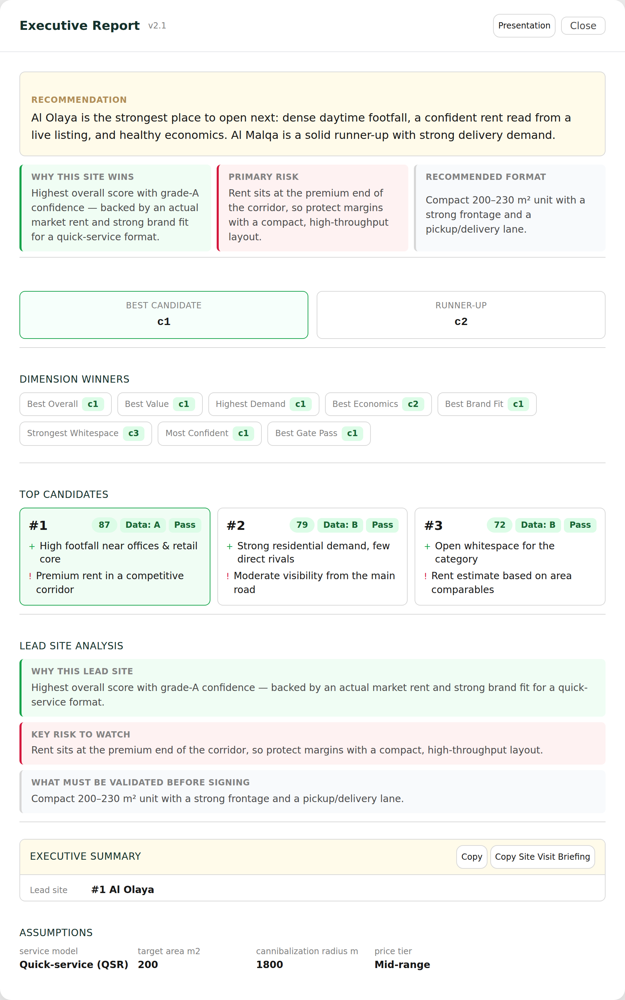 Executive Report v2.1
Presentation
Close
RECOMMENDATION
Al Olaya is the strongest place to open next: dense daytime footfall, a confident rent read from a
live listing, and healthy economics. Al Malqa is a solid runner-up with strong delivery demand.
WHY THIS SITE WINS
Highest overall score with grade-A
confidence — backed by an actual
market rent and strong brand fit
for a quick-service format.
PRIMARY RISK
Rent sits at the premium end of
the corridor, so protect margins
with a compact, high-throughput
layout.
RECOMMENDED FORMAT
Compact 200–230 m² unit with a
strong frontage and a
pickup/delivery lane.
BEST CANDIDATE
c1
RUNNER-UP
c2
DIMENSION WINNERS
Best Overall c1
Best Value c1
Highest Demand c1
Best Economics c2
Best Brand Fit c1
Strongest Whitespace c3
Most Confident c1
Best Gate Pass c1
TOP CANDIDATES
#1 87 Data: A Pass
+ High footfall near offices & retail
core
! Premium rent in a competitive
corridor
#2 79 Data: B Pass
+ Strong residential demand, few
direct rivals
! Moderate visibility from the main
road
#3 72 Data: B Pass
+ Open whitespace for the
category
! Rent estimate based on area
comparables
LEAD SITE ANALYSIS
WHY THIS LEAD SITE
Highest overall score with grade-A confidence — backed by an actual market rent and strong brand fit for a quick-
service format.
KEY RISK TO WATCH
Rent sits at the premium end of the corridor, so protect margins with a compact, high-throughput layout.
WHAT MUST BE VALIDATED BEFORE SIGNING
Compact 200–230 m² unit with a strong frontage and a pickup/delivery lane.
EXECUTIVE SUMMARY
Copy
Copy Site Visit Briefing
Lead site #1 Al Olaya
ASSUMPTIONS
service model
Quick-service (QSR)
target area m2
200
cannibalization radius m
1800
price tier
Mid-range